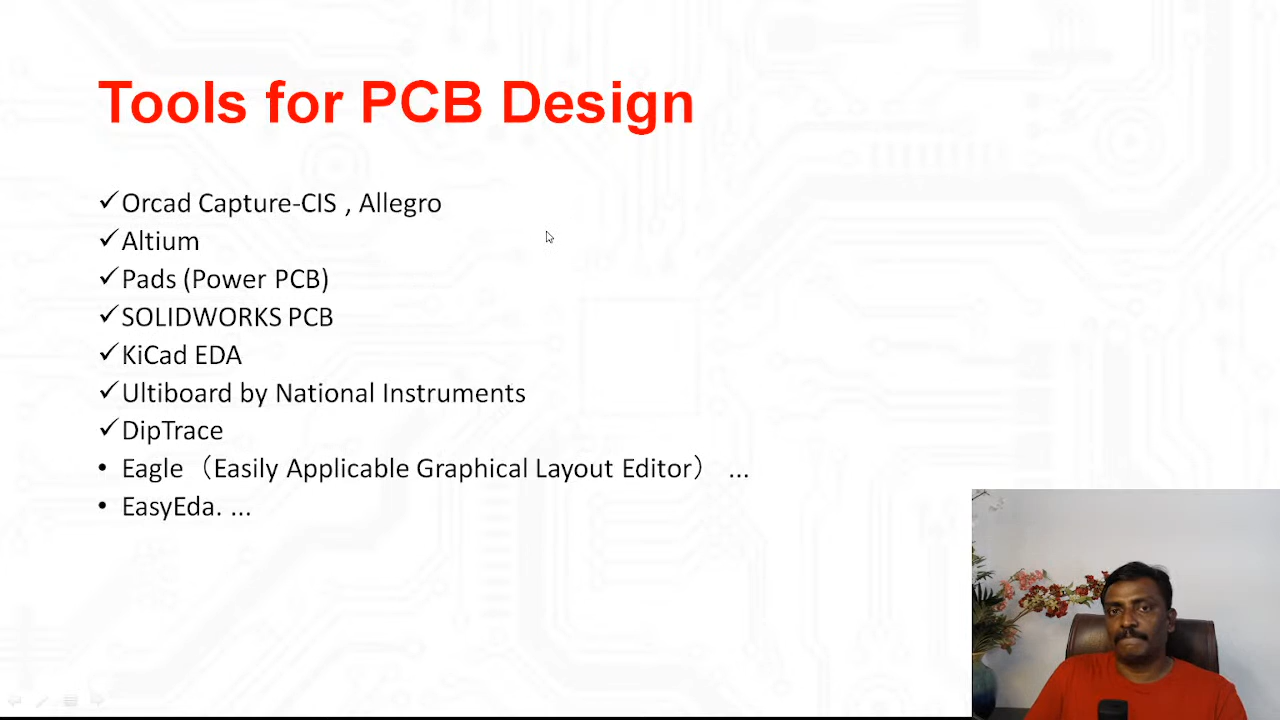 Tools for PCB Design
✓Orcad Capture-CIS , Allegro
✓Altium
✓Pads (Power PCB)
✓SOLIDWORKS PCB
✓KiCad EDA
✓Ultiboard by National Instruments
✓DipTrace
• Eagle（Easily Applicable Graphical Layout Editor） ...
• EasyEda. ...